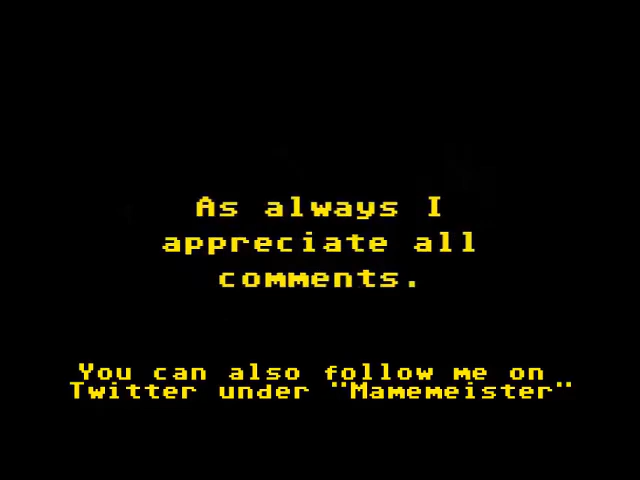 As always I
appreciate all
comments.
You can also follow me on
Twitter under "Mamemeister"